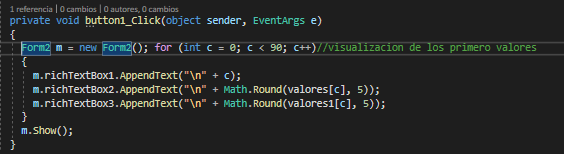 1 referencia | 0 cambios | 0 autores, 0 cambios
private void button1_Click(object sender, EventArgs e)
{
Form2 m = new Form2(); for (int c = 0; c < 90; c++)//visualizacion de los primero valores
{
m.richTextBox1.AppendText("\n" + c);
m.richTextBox2.AppendText("\n" + Math.Round(valores[c], 5));
m.richTextBox3.AppendText("\n" + Math.Round(valores1[c], 5));
}
m.Show();
}